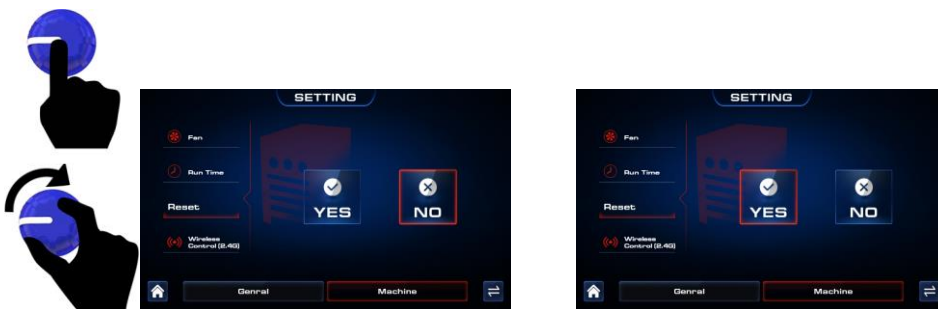 SETTING
Fan
Run Time
Reset
Wireless
Control (2.4G)
YES
NO
Genral
Machine
SETTING
Fan
Run Time
Reset
Wireless
Control (2.4G)
YES
NO
Genral
Machine